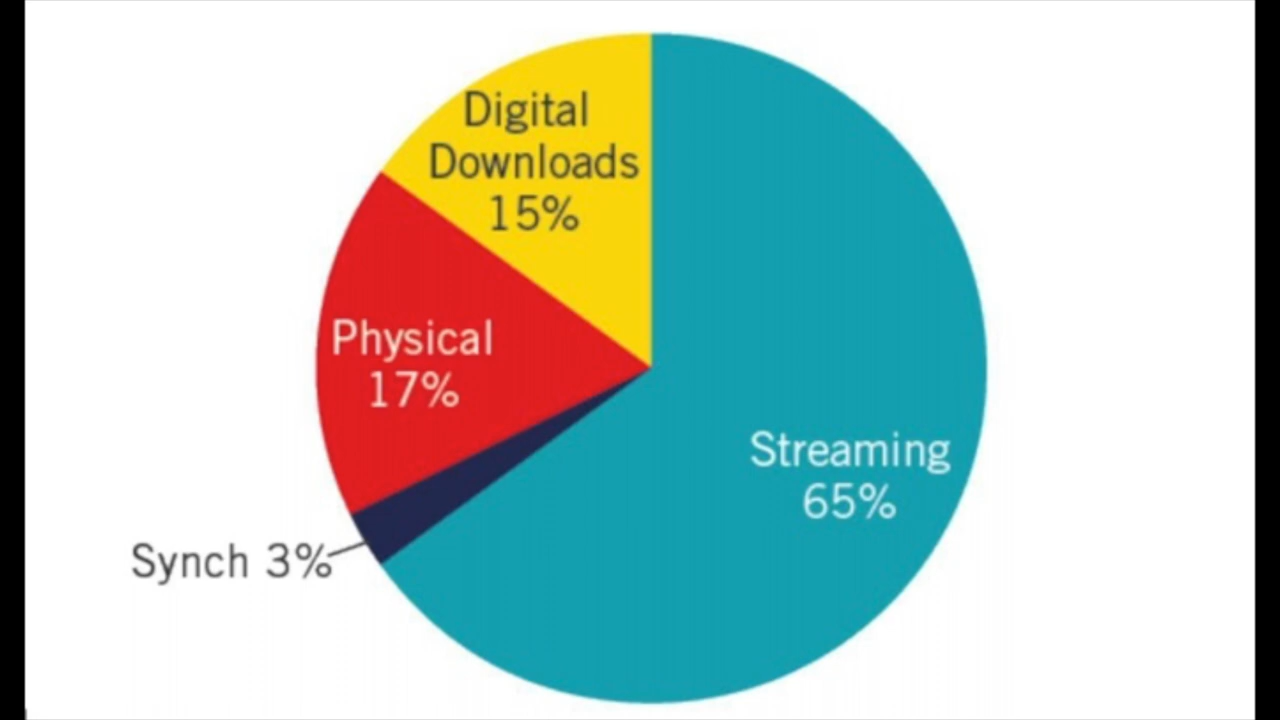 Digital
Downloads
15%
Physical
17%
Streaming
65%
Synch 3%